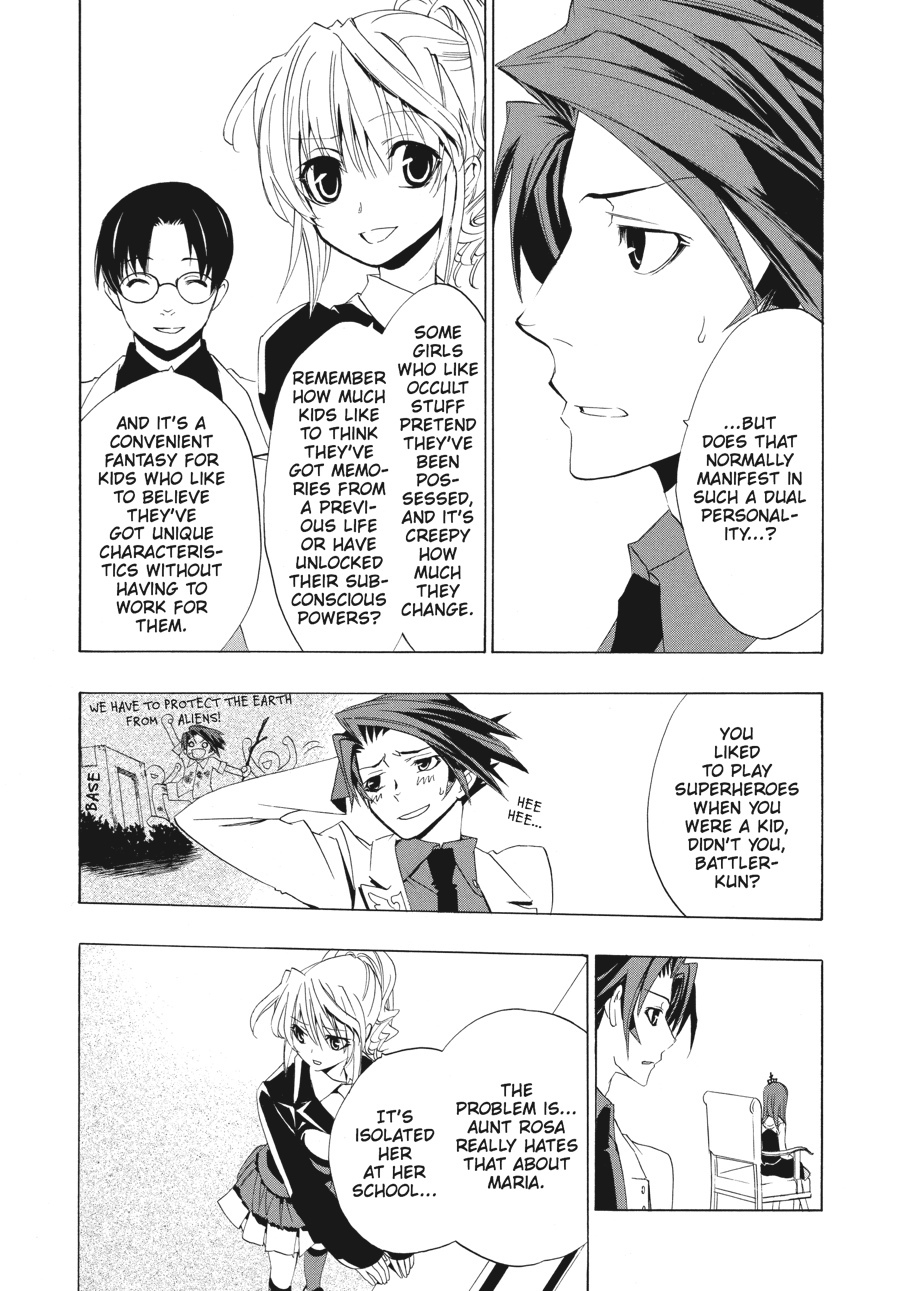 ...BUT
DOES THAT
NORMALLY
MANIFEST IN
SUCH A DUAL
PERSONAL-
ITY...?
SOME
GIRLS
WHO LIKE
OCCULT
STUFF
PRETEND
THEY'VE
BEEN
POS-
SESSED,
AND IT'S
CREEPY
HOW
MUCH
THEY
CHANGE.
REMEMBER
HOW MUCH
KIDS LIKE
TO THINK
THEY'VE
GOT MEMO-
RIES FROM
A PREVI-
OUS LIFE
OR HAVE
UNLOCKED
THEIR SUB-
CONSCIOUS
POWERS?
AND IT'S A
CONVENIENT
FANTASY FOR
KIDS WHO LIKE
TO BELIEVE
THEY'VE
GOT UNIQUE
CHARACTERIS-
TICS WITHOUT
HAVING TO
WORK FOR
THEM.
YOU
LIKED
TO PLAY
SUPERHEROES
WHEN YOU
WERE A KID,
DIDN'T YOU,
BATTLER-
KUN?
HEE
HEE...
WE HAVE TO PROTECT THE EARTH
FROM ALIENS!
BASE
THE
PROBLEM IS...
AUNT ROSA
REALLY HATES
THAT ABOUT
MARIA.
IT'S
ISOLATED
HER
AT HER
SCHOOL...